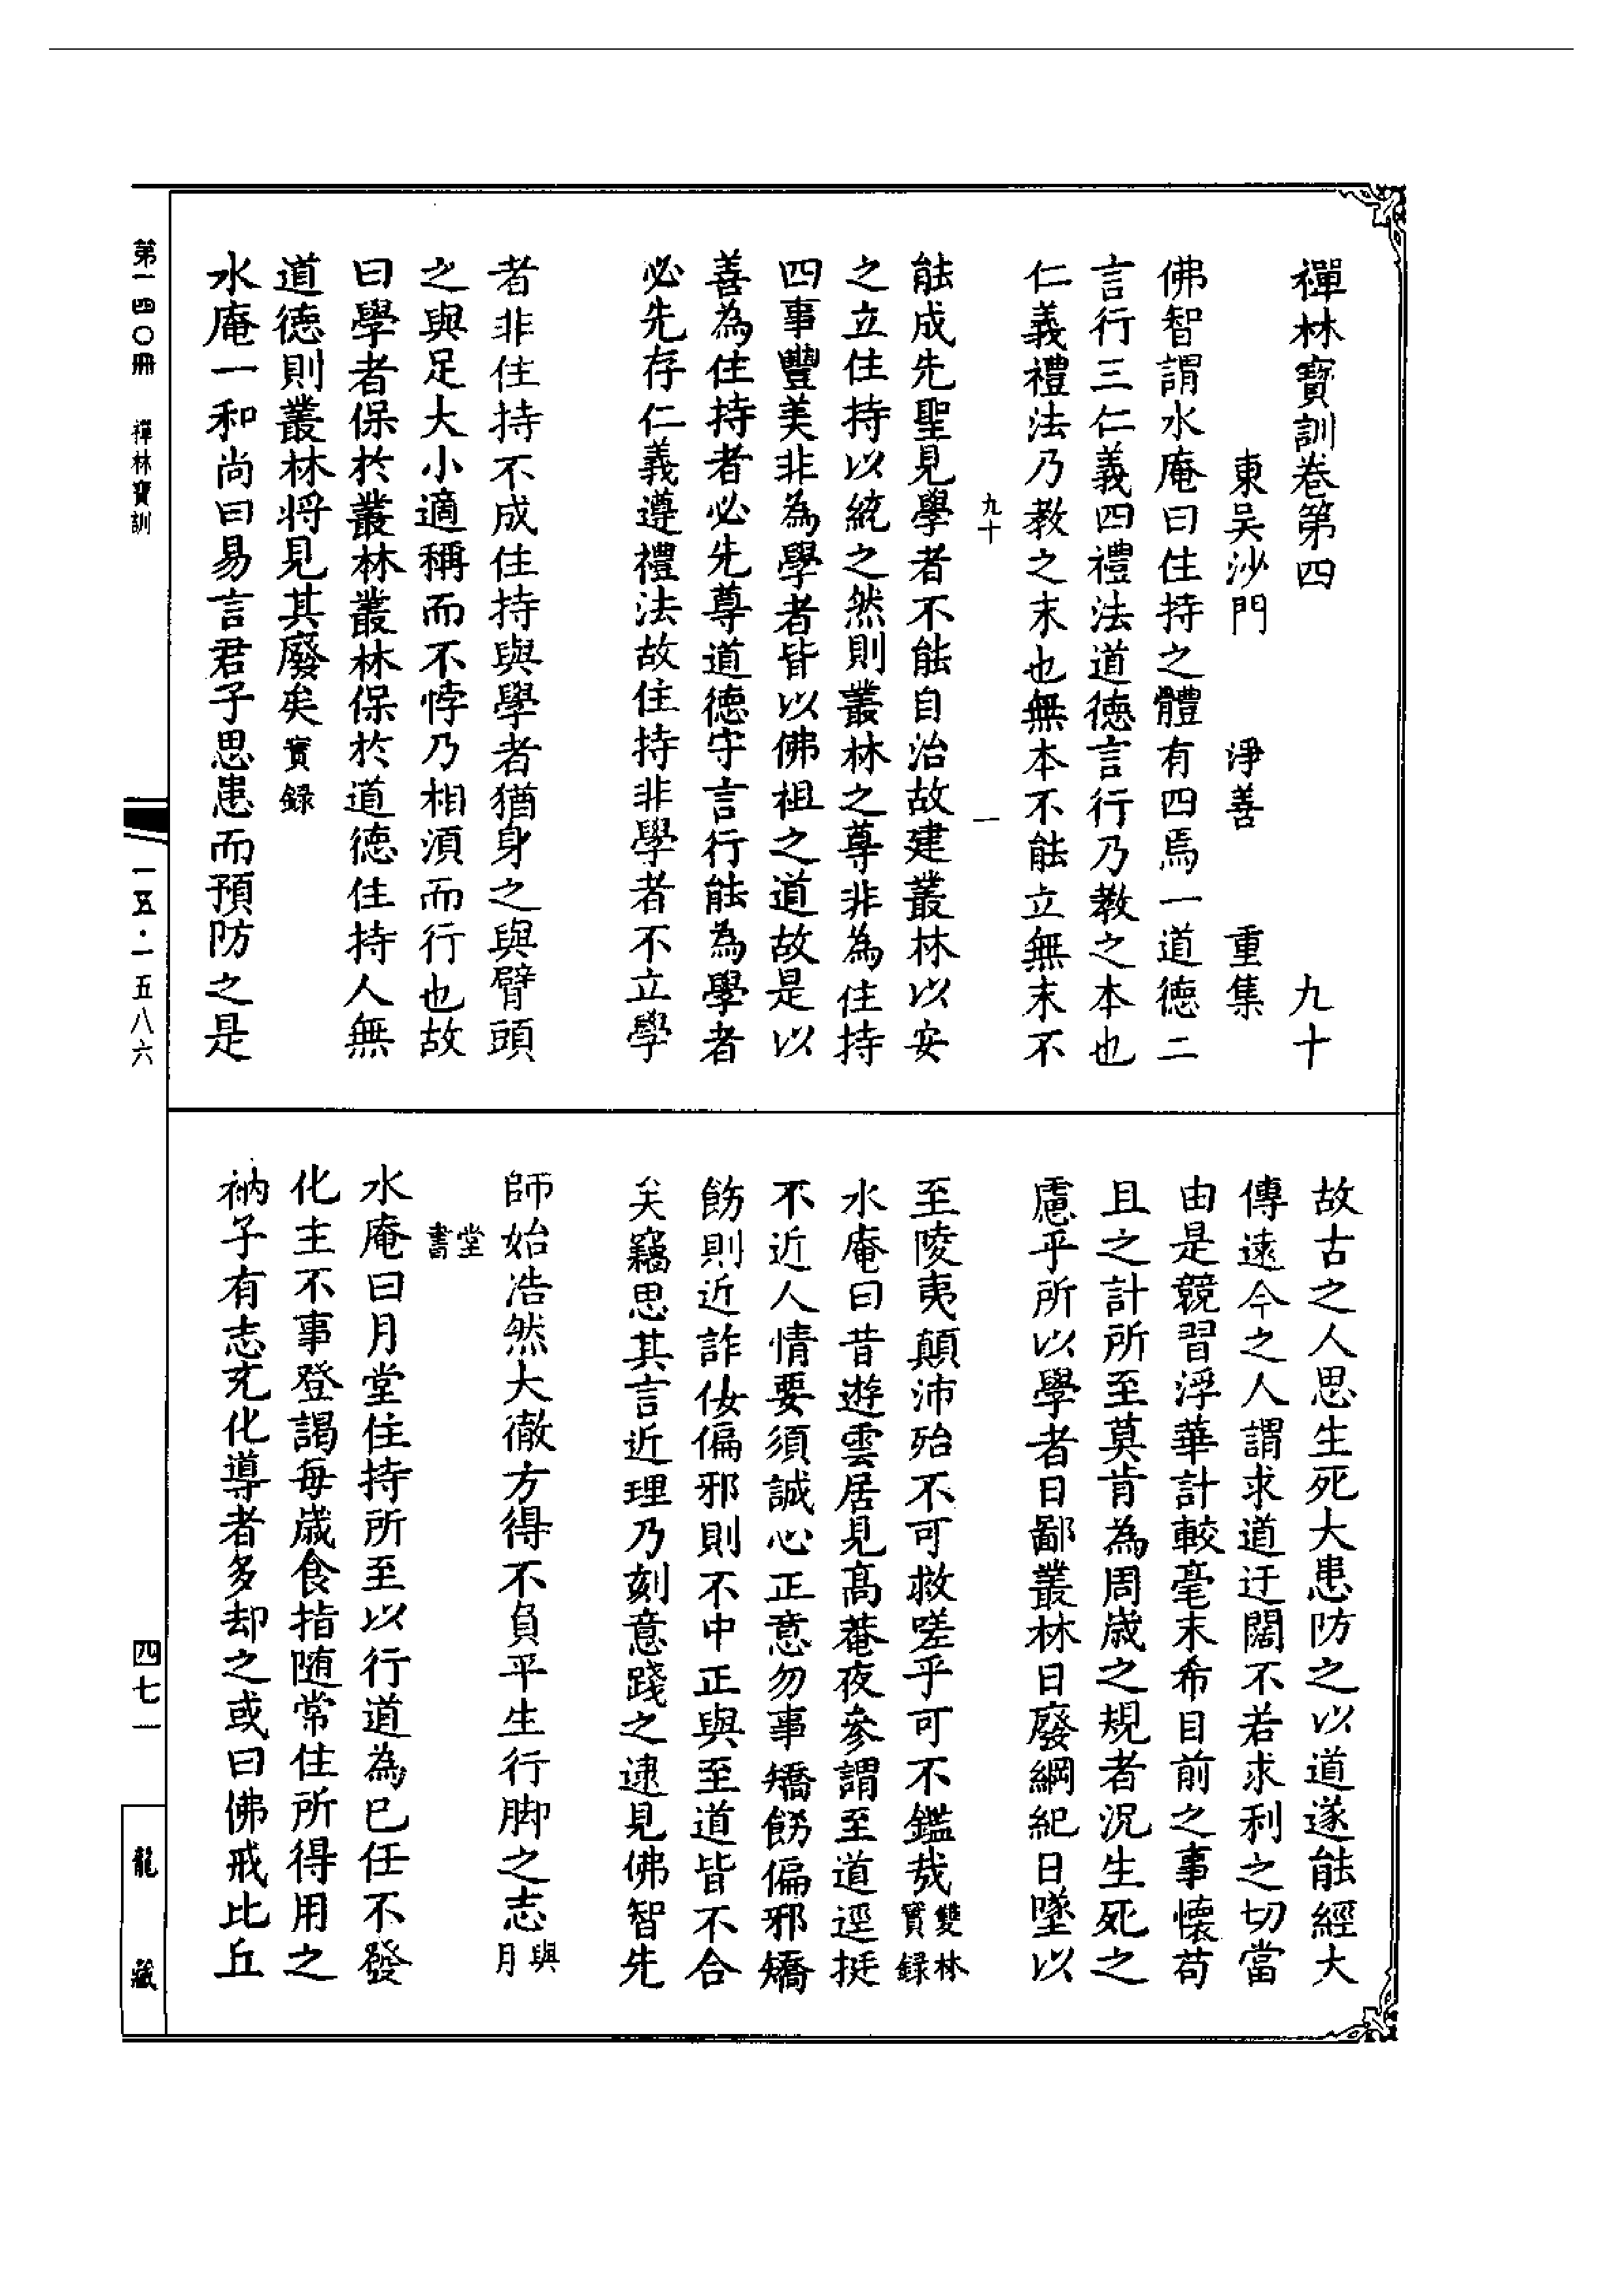 禪林寶訓卷第四　九十
東吳沙門　淨善　重集
佛智謂水庵曰住持之體有四焉一道德二
言行三仁義四禮法道德言行乃教之本也
仁義禮法乃教之末也無本不能立無末不
九十　一
能成先聖見學者不能自治故建叢林以安
之立住持以統之然則叢林之尊非為住持
四事豐美非為學者皆以佛祖之道故是以
善為住持者必先尊道德守言行能為學者
必先存仁義遵禮法故住持非學者不立學
者非住持不成住持與學者猶身之與臂頭
之與足大小適稱而不悖乃相須而行也故
曰學者保於叢林叢林保於道德住持人無
道德則叢林將見其廢矣實錄
水庵一和尚曰易言君子思患而預防之是
故古之人思生死大患防之以道遂能經大
傳遠今之人謂求道迂闊不若求利之切當
由是競習浮華計較毫末希目前之事懷苟
且之計所至莫肯為周歲之規者況生死之
慮乎所以學者日鄙叢林日廢綱紀日墜以
至陵夷顛沛殆不可救嗟乎可不鑑哉雙林實錄
水庵曰昔遊雲居見高菴夜參謂至道逕挺
不近人情要須誠心正意勿事矯飾偏邪矯
飾則近詐佞偏邪則不中正與至道皆不合
矣竊思其言近理乃刻意踐之逮見佛智先
師始浩然大徹方得不負平生行腳之志與月
堂書
水庵曰月堂住持所至以行道為己任不發
化主不事登謁每歲食指隨常住所得用之
衲子有志充化導者多却之或曰佛戒比丘
第一四〇冊　禪林寶訓
一五・一五八六
四七一
龍藏